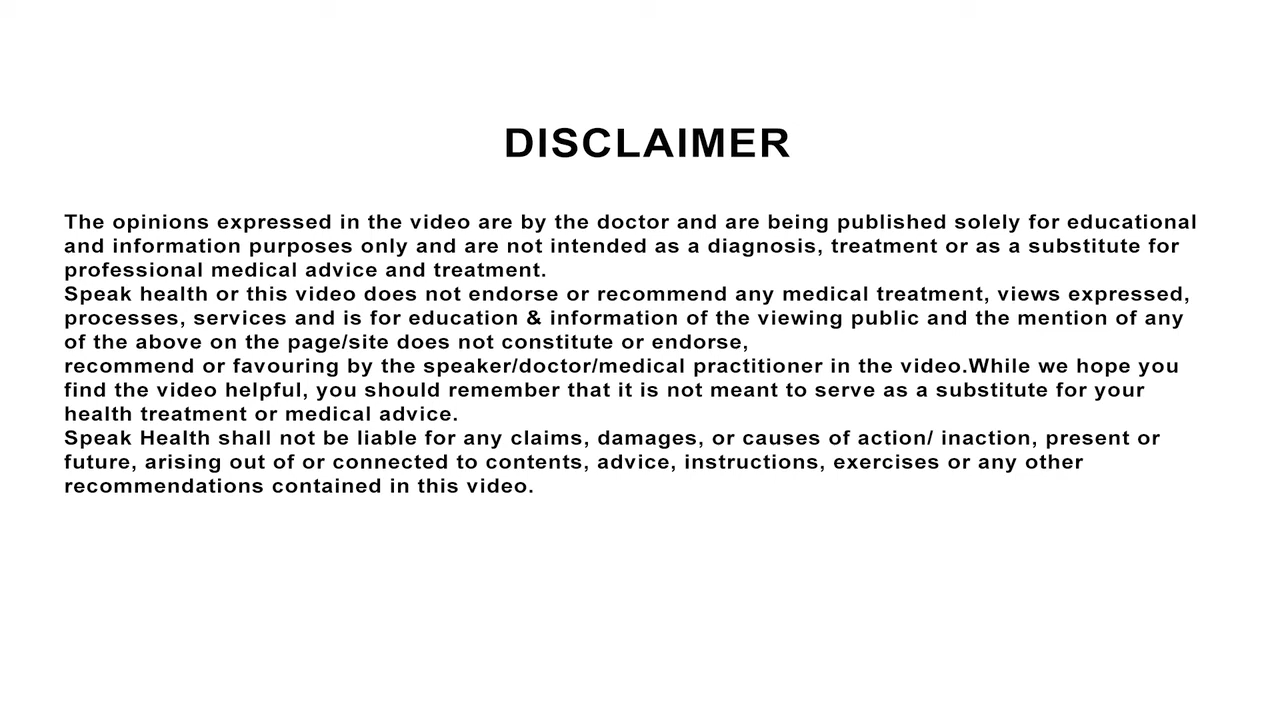 DISCLAIMER
The opinions expressed in the video are by the doctor and are being published solely for educational
and information purposes only and are not intended as a diagnosis, treatment or as a substitute for
professional medical advice and treatment.
Speak health or this video does not endorse or recommend any medical treatment, views expressed,
processes, services and is for education & information of the viewing public and the mention of any
of the above on the page/site does not constitute or endorse,
recommend or favouring by the speaker/doctor/medical practitioner in the video.While we hope you
find the video helpful, you should remember that it is not meant to serve as a substitute for your
health treatment or medical advice.
Speak Health shall not be liable for any claims, damages, or causes of action/ inaction, present or
future, arising out of or connected to contents, advice, instructions, exercises or any other
recommendations contained in this video.